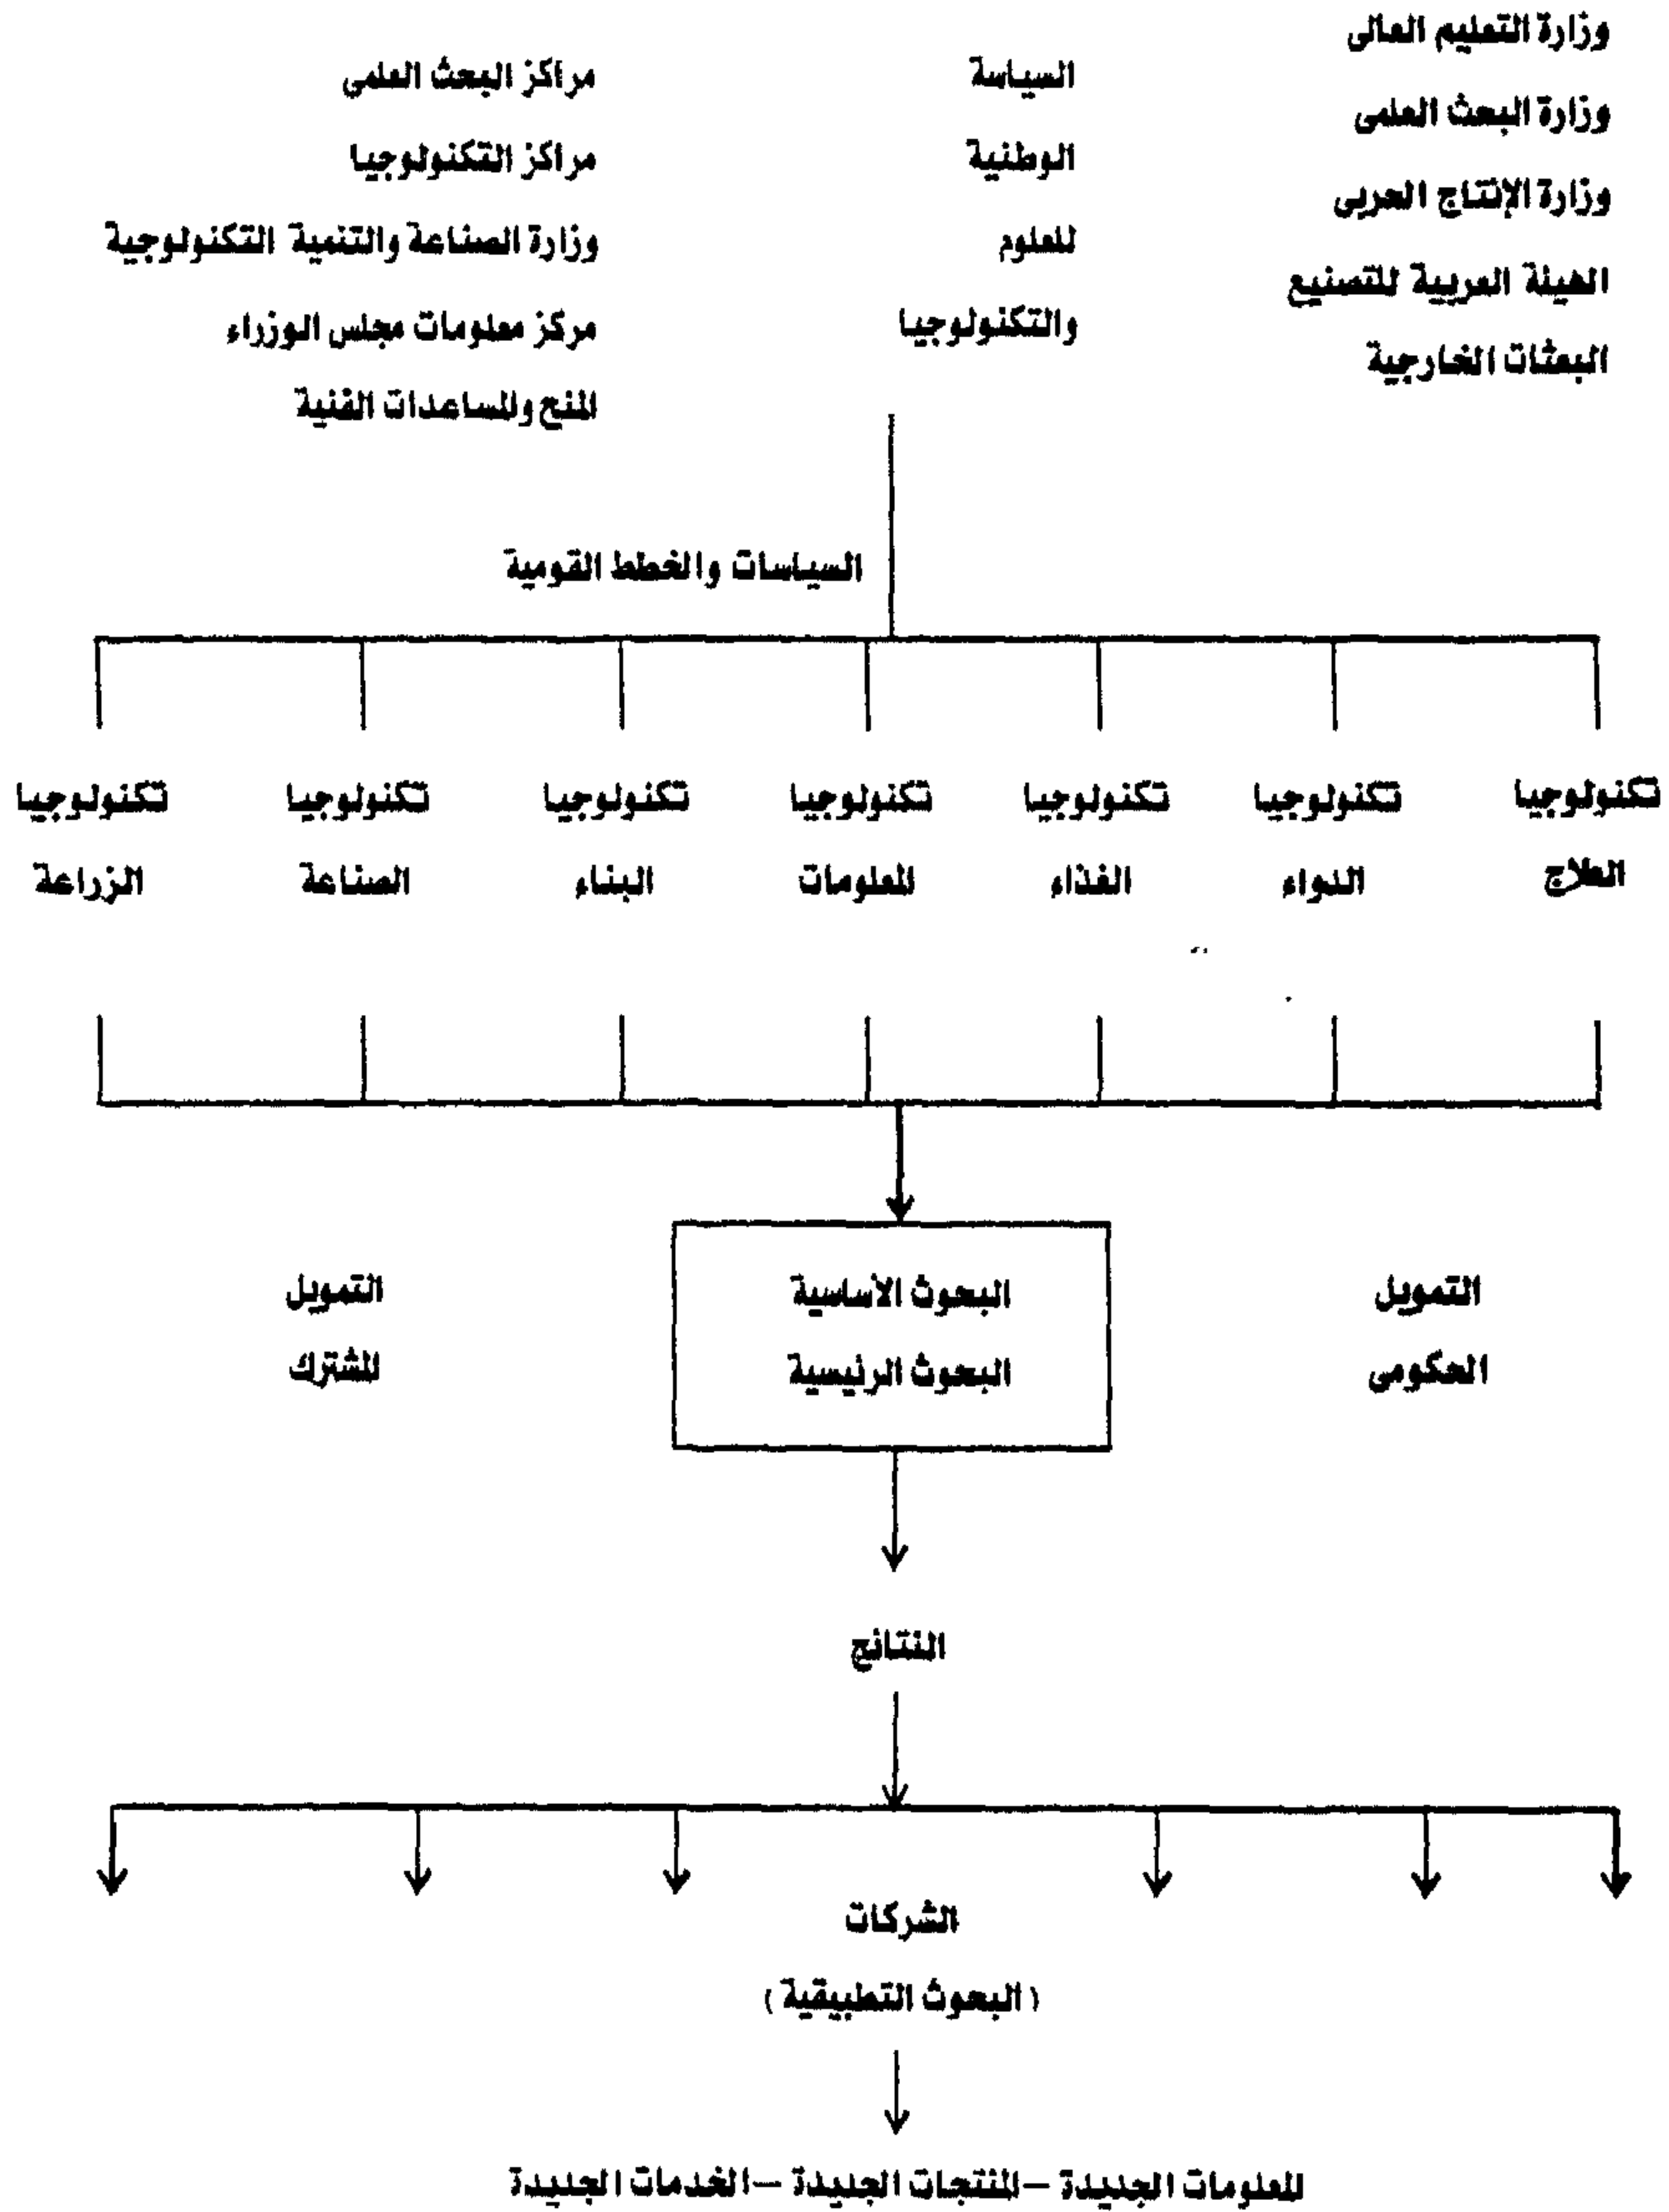 وزارة التعليم العالى
وزارة البحث العلمى
وزارة الإنتاج الحربى
الهيئة العربية للتصنيع
البعثات الخارجية
السياسة
الوطنية
للعلوم
والتكنولوجيا
مراكز البحث العلمي
مراكز التكنولوجيا
وزارة الصناعة والتنمية التكنولوجية
مركز معلومات مجلس الوزراء
المنح والمساعدات الفنية
السياسات والخطط القومية
تكنولوجيا العلاج
تكنولوجيا الدواء
تكنولوجيا الغذاء
تكنولوجيا المعلومات
تكنولوجيا البناء
تكنولوجيا الصناعة
تكنولوجيا الزراعة
التمويل
الحكومى
البحوث الأساسية
البحوث الرئيسية
التمويل
المشترك
النتائج
الشركات
(البحوث التطبيقية)
المعلومات الجديدة – المنتجات الجديدة – الخدمات الجديدة